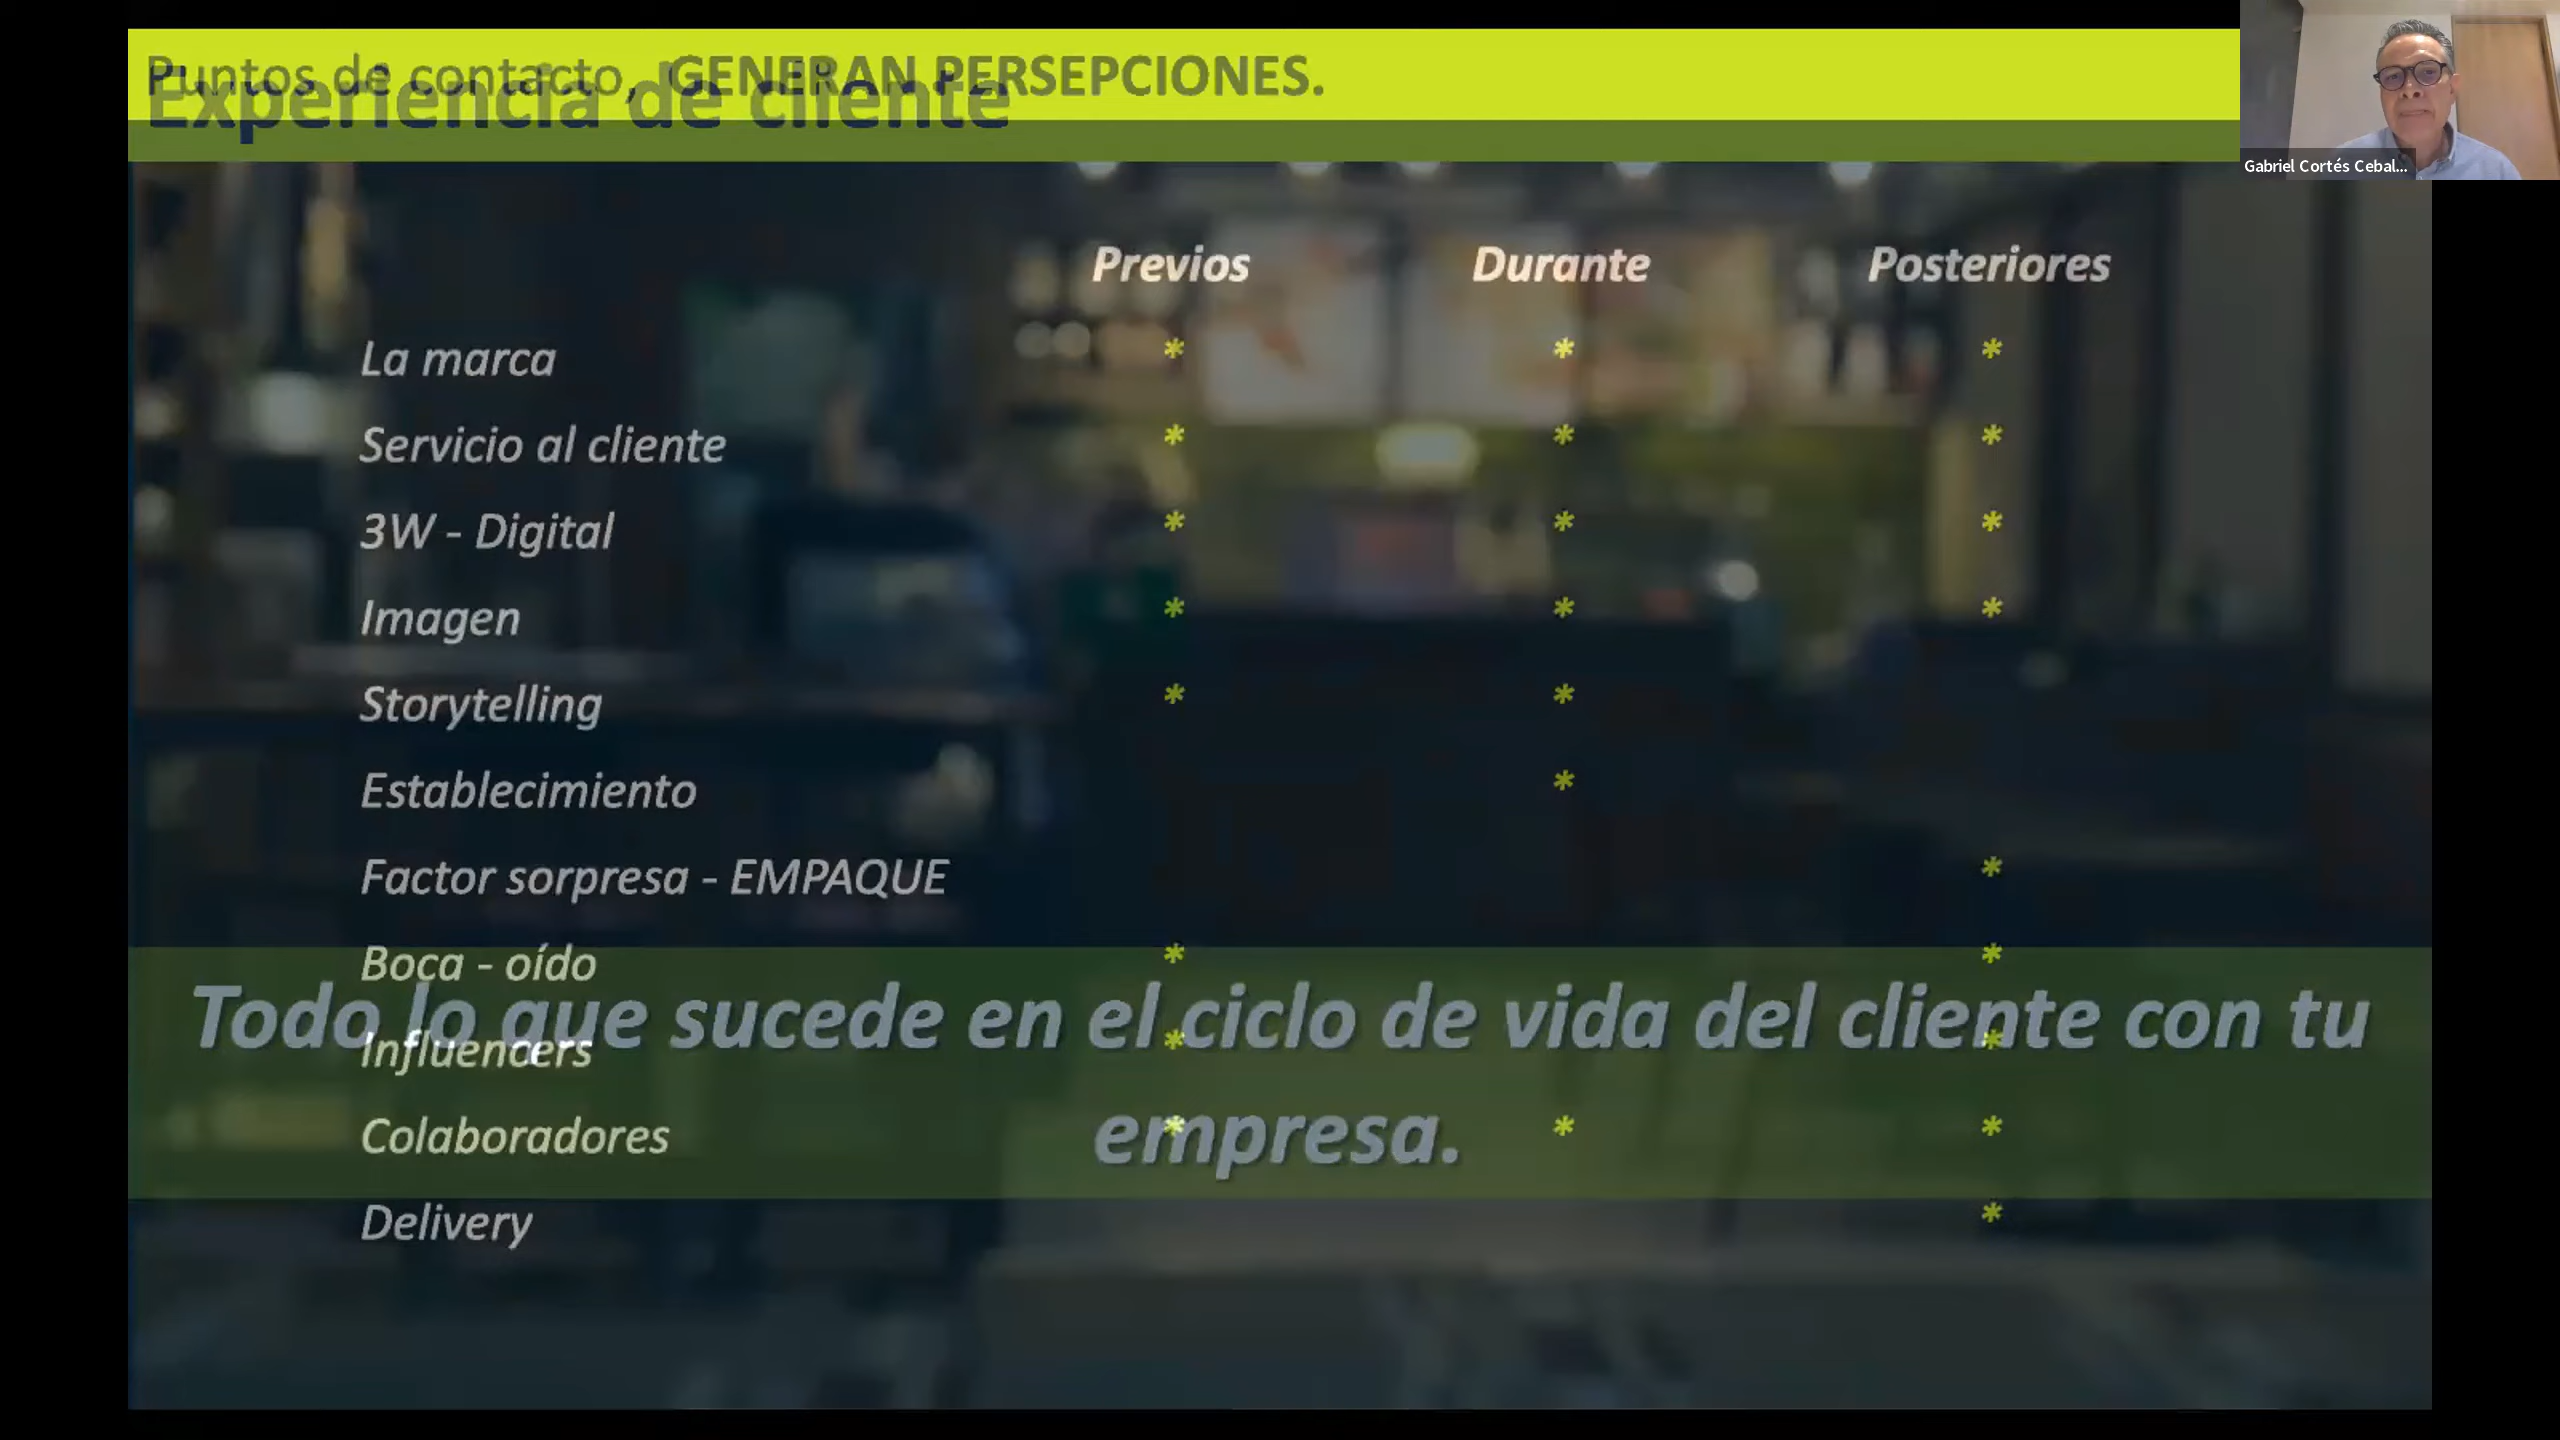 Puntos de contacto, GENERAN PERSEPCIONES.
Experiencia de cliente
Gabriel Cortés Cebal...
Previos Durante Posteriores
La marca * * *
Servicio al cliente * * *
3W - Digital * * *
Imagen * * *
Storytelling * *
Establecimiento *
Factor sorpresa - EMPAQUE *
Boca - oído * *
Influencers * *
Colaboradores * * *
Delivery *
Todo lo que sucede en el ciclo de vida del cliente con tu
empresa.